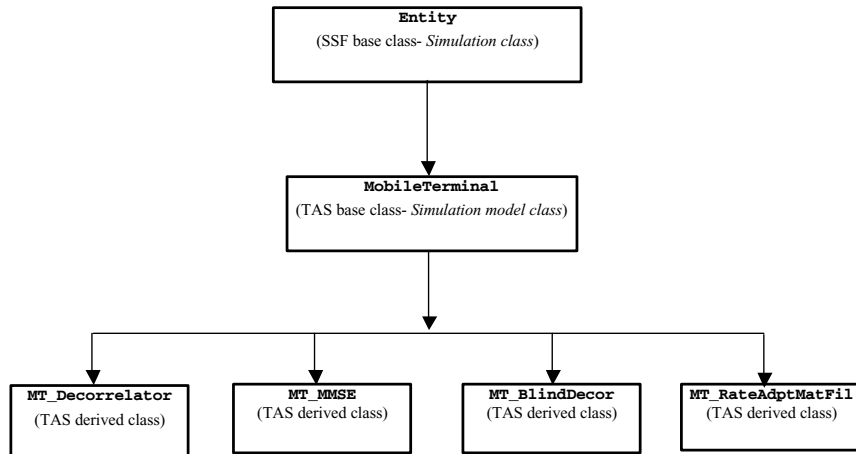 Entity
(SSF base class- Simulation class)
MobileTerminal
(TAS base class- Simulation model class)
MT_Decorrelator
(TAS derived class)
MT_MMSE
(TAS derived class)
MT_BlindDecor
(TAS derived class)
MT_RateAdptMatFil
(TAS derived class)